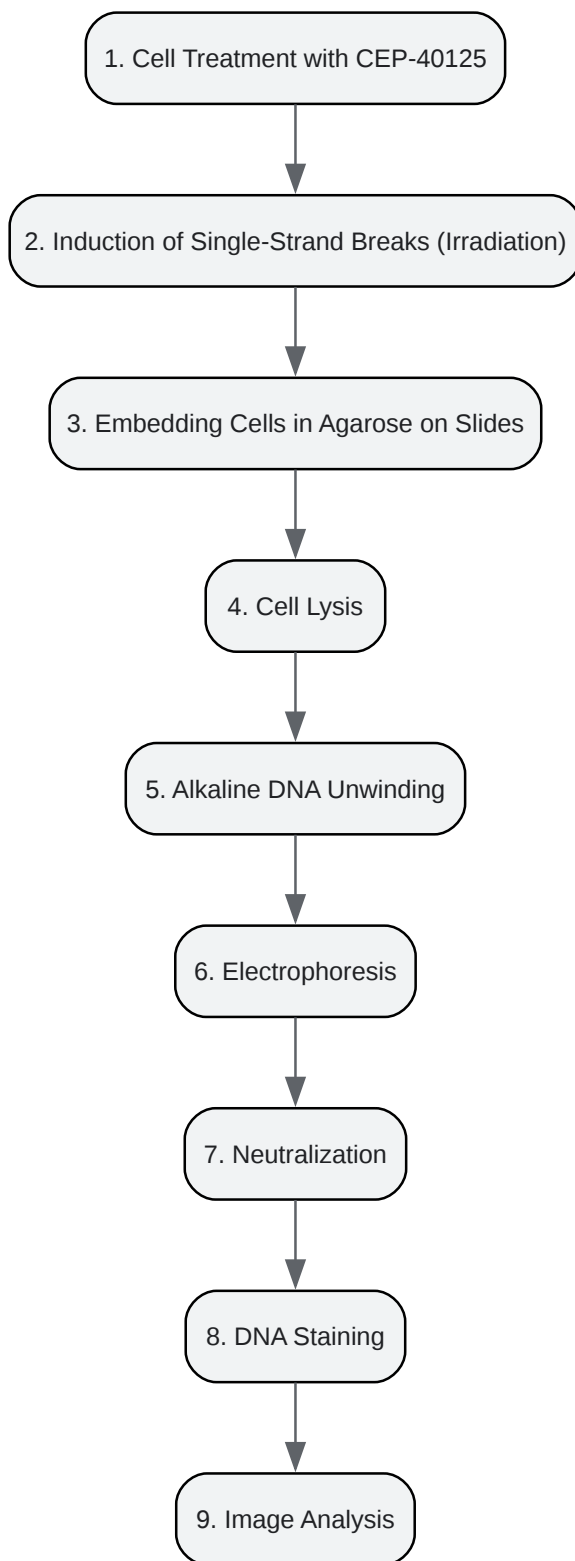 1. Cell Treatment with CEP-40125
2. Induction of Single-Strand Breaks (Irradiation)
3. Embedding Cells in Agarose on Slides
4. Cell Lysis
5. Alkaline DNA Unwinding
6. Electrophoresis
7. Neutralization
8. DNA Staining
9. Image Analysis